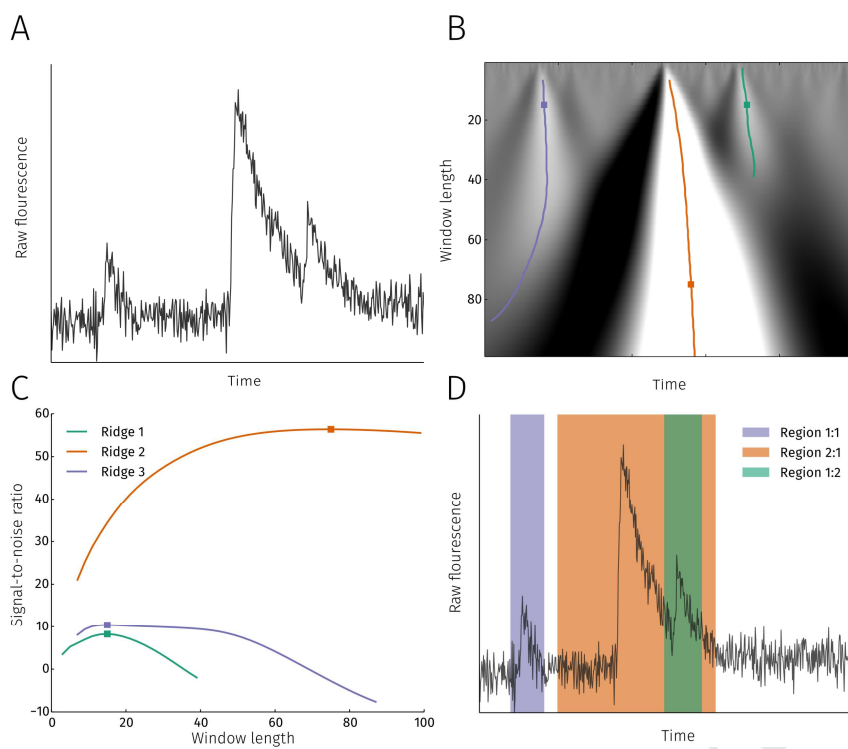 A
Raw flourescence
Time
B
Window length
20
40
60
80
Time
C
Signal-to-noise ratio
60
50
40
30
20
10
0
−10
Ridge 1
Ridge 2
Ridge 3
0
20
40
60
80
100
Window length
D
Raw flourescence
Region 1:1
Region 2:1
Region 1:2
Time